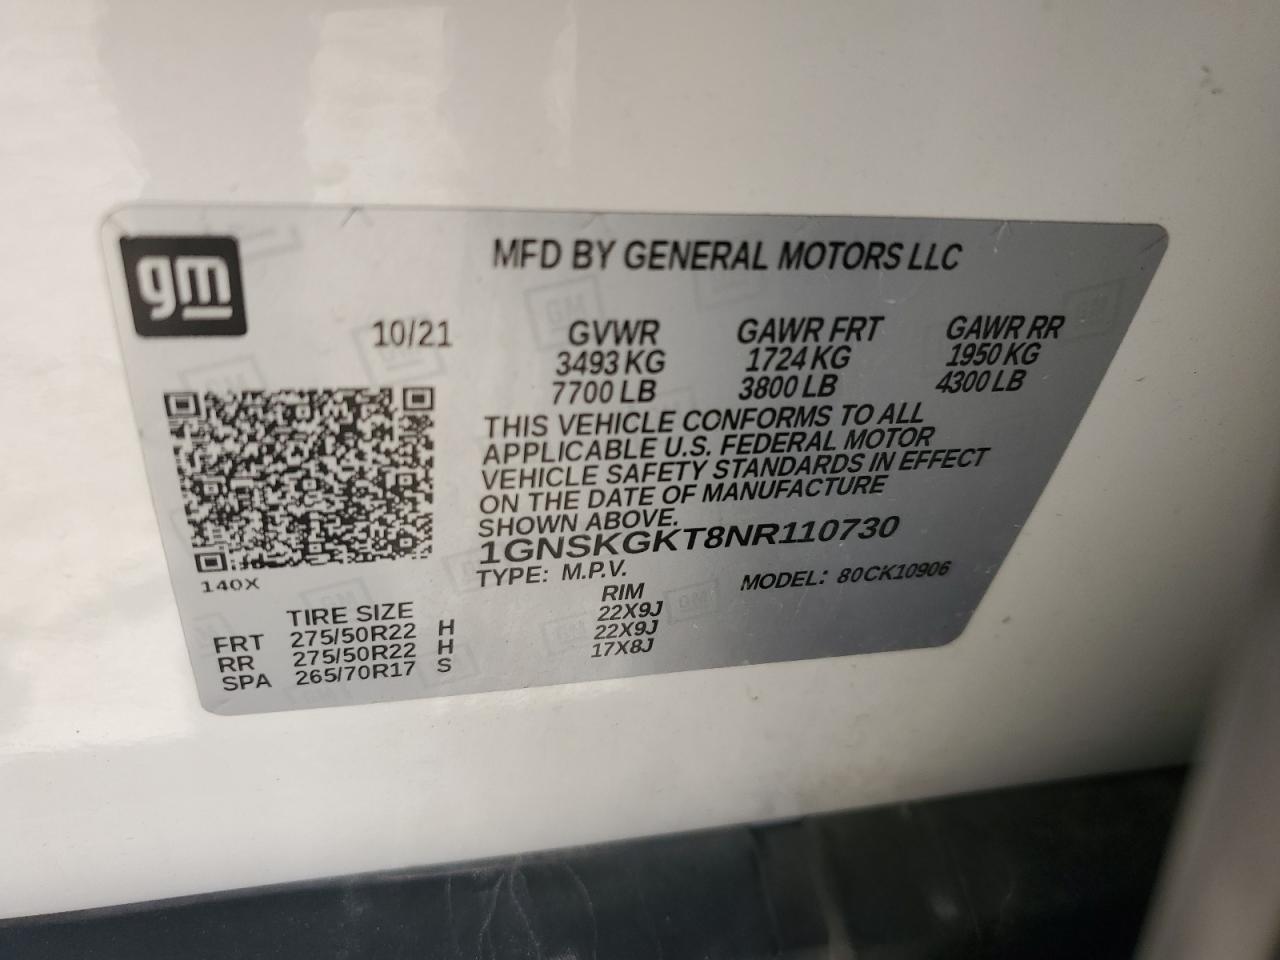 gm
MFD BY GENERAL MOTORS LLC
10/21 GVWR GAWR FRT GAWR RR
3493 KG 1724 KG 1950 KG
7700 LB 3800 LB 4300 LB
THIS VEHICLE CONFORMS TO ALL
APPLICABLE U.S. FEDERAL MOTOR
VEHICLE SAFETY STANDARDS IN EFFECT
ON THE DATE OF MANUFACTURE
SHOWN ABOVE.
1GNSKGKT8NR110730
140X TYPE: M.P.V. MODEL: 80CK10906
TIRE SIZE RIM
FRT 275/50R22 H 22X9J
RR 275/50R22 H 22X9J
SPA 265/70R17 S 17X8J